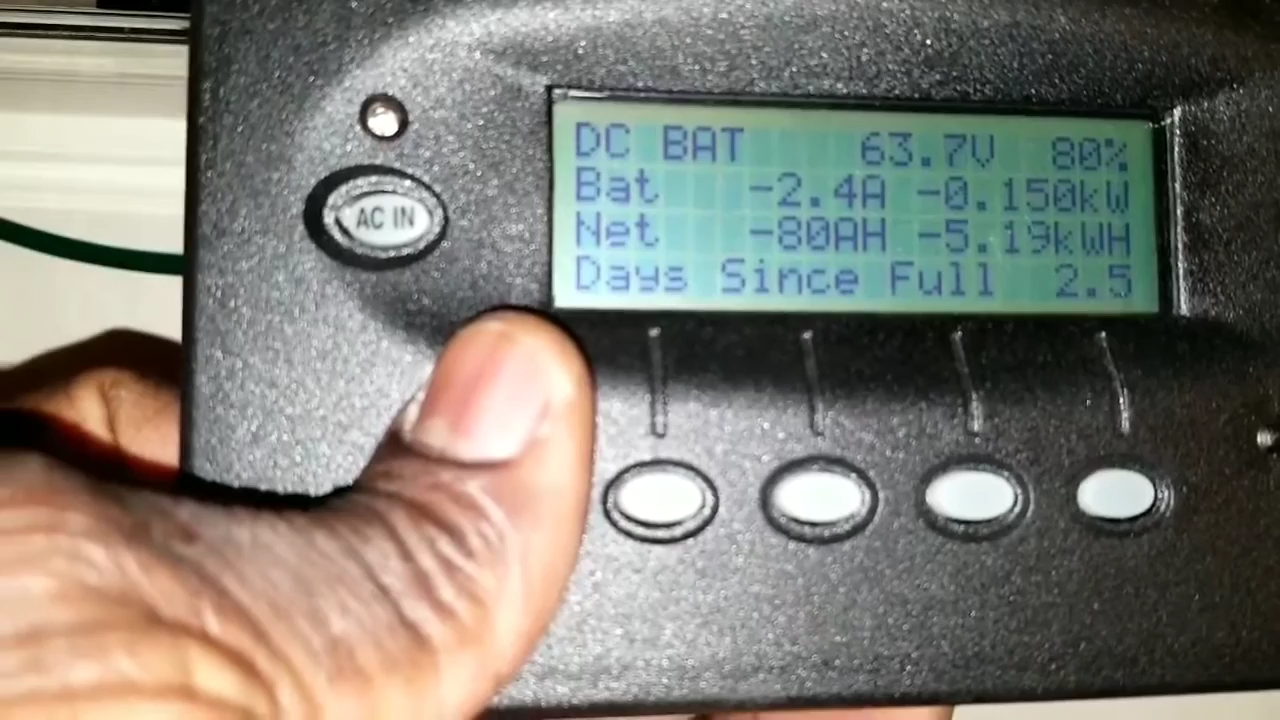 DC BAT 63.7V 80%
Bat -2.4A -0.150kW
Net -80AH -5.19kWH
Days Since Full 2.5
AC IN